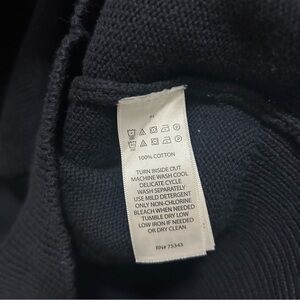 100% COTTON
TURN INSIDE OUT
MACHINE WASH COOL
DELICATE CYCLE
WASH SEPARATELY
USE MILD DETERGENT
ONLY NON-CHLORINE
BLEACH WHEN NEEDED
TUMBLE DRY LOW
LOW IRON IF NEEDED
OR DRY CLEAN
RN# 75343